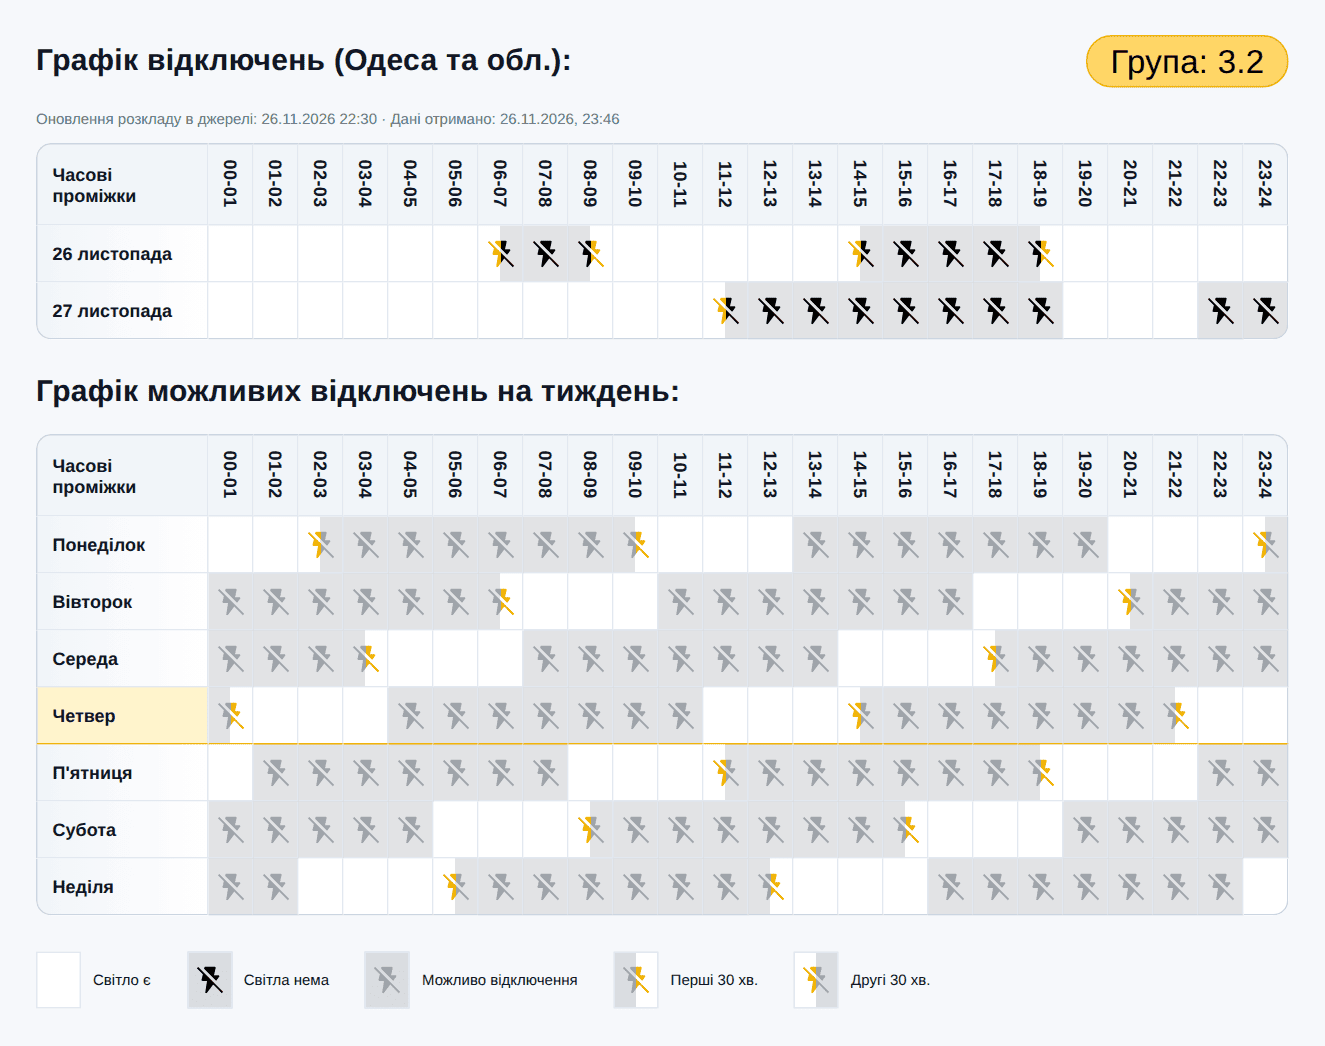 Графік відключень (Одеса та обл.):
Група: 3.2
Оновлення розкладу в джерелі: 26.11.2026 22:30 · Дані отримано: 26.11.2026, 23:46
Часові проміжки 00-01 01-02 02-03 03-04 04-05 05-06 06-07 07-08 08-09 09-10 10-11 11-12 12-13 13-14 14-15 15-16 16-17 17-18 18-19 19-20 20-21 21-22 22-23 23-24
26 листопада
27 листопада
Графік можливих відключень на тиждень:
Часові проміжки 00-01 01-02 02-03 03-04 04-05 05-06 06-07 07-08 08-09 09-10 10-11 11-12 12-13 13-14 14-15 15-16 16-17 17-18 18-19 19-20 20-21 21-22 22-23 23-24
Понеділок
Вівторок
Середа
Четвер
П'ятниця
Субота
Неділя
Світло є Світла нема Можливо відключення Перші 30 хв. Другі 30 хв.